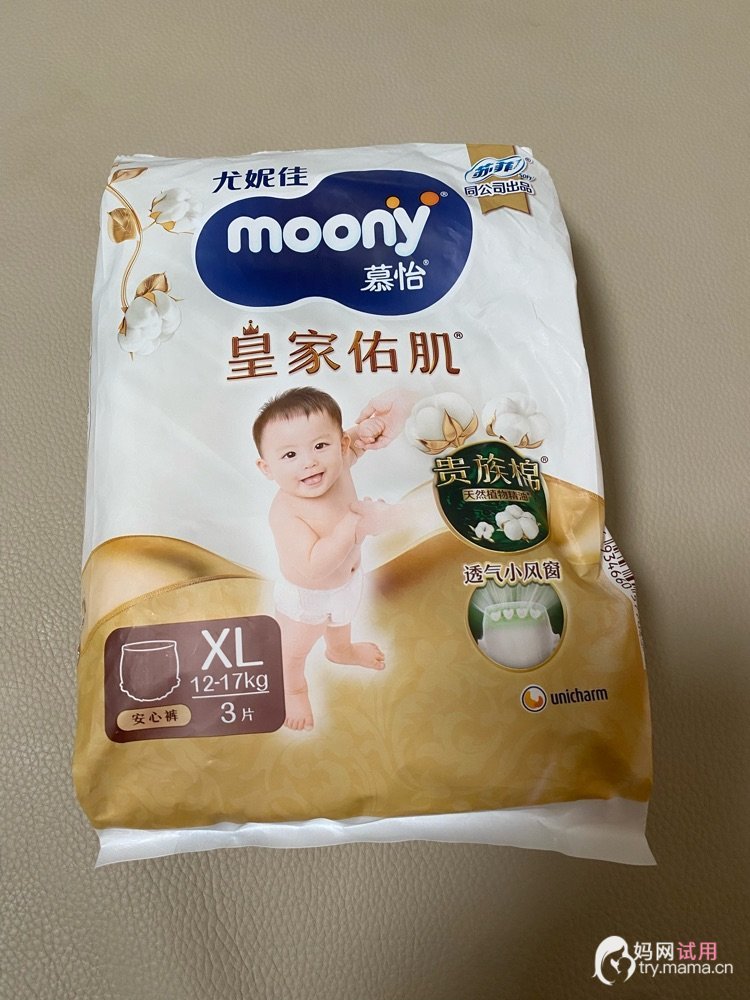 尤妮佳
moony
慕怡®
苏菲®
同公司出品
皇家佑肌®
贵族棉®
天然植物精油
透气小风窗
XL
12-17kg
3片
安心裤
unicharm
妈网试用
try.mama.cn